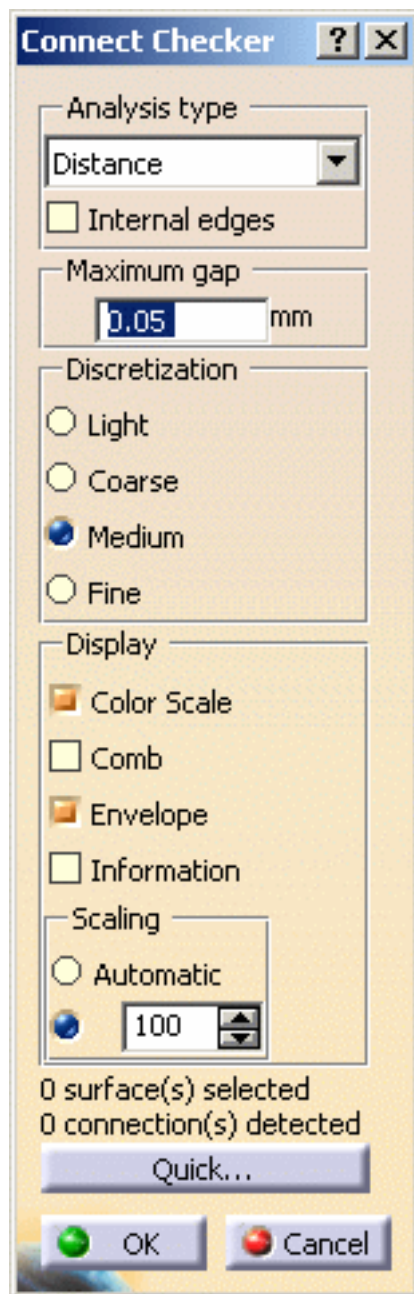 Connect Checker ? X
Analysis type
Distance
Internal edges
Maximum gap
0.05 mm
Discretization
Light
Coarse
Medium
Fine
Display
Color Scale
Comb
Envelope
Information
Scaling
Automatic
100
0 surface(s) selected
0 connection(s) detected
Quick...
OK Cancel